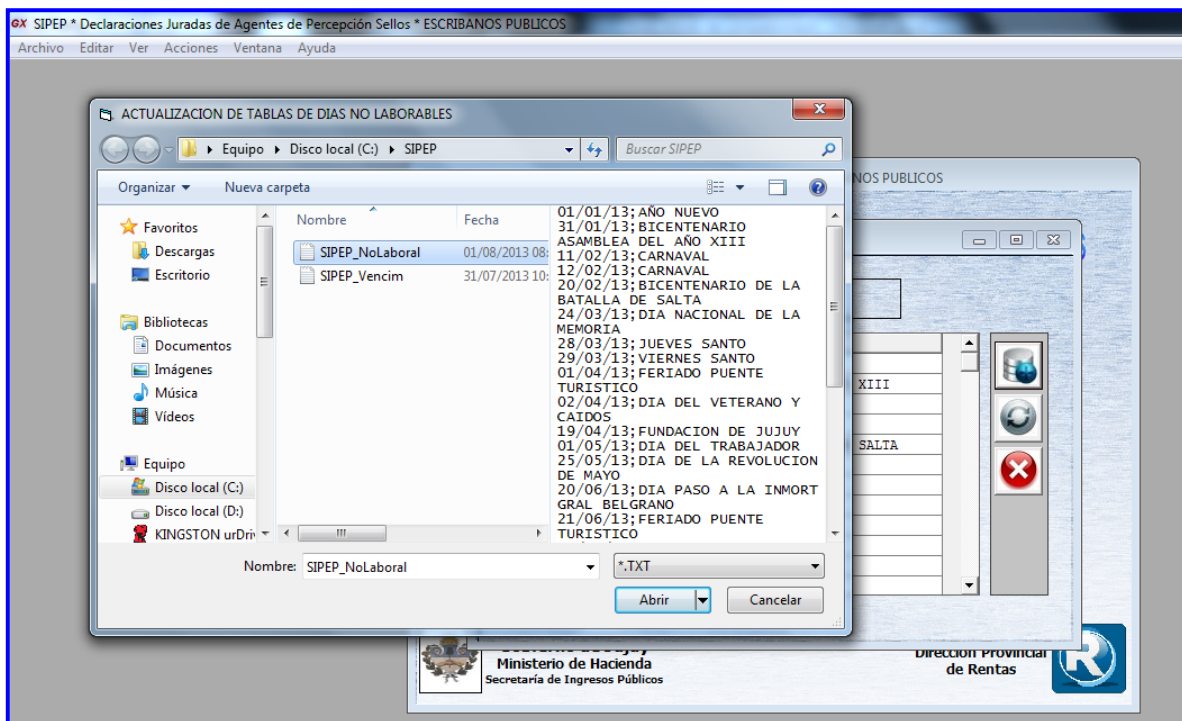 GX SIPEP * Declaraciones Juradas de Agentes de Percepción Sellos * ESCRIBANOS PUBLICOS
Archivo Editar Ver Acciones Ventana Ayuda
ACTUALIZACION DE TABLAS DE DIAS NO LABORABLES
Equipo Disco local (C:) SIPEP
Buscar SIPEP
Organizar Nueva carpeta
Favoritos
Descargas
Escritorio
Bibliotecas
Documentos
Imágenes
Música
Vídeos
Equipo
Disco local (C:)
Disco local (D:)
KINGSTON urDriv
Nombre Fecha
SIPEP_NoLaboral 01/08/2013 08:
SIPEP_Vencim 31/07/2013 10:
01/01/13;AÑO NUEVO
31/01/13;BICENTENARIO
ASAMBLEA DEL AÑO XIII
11/02/13;CARNAVAL
12/02/13;CARNAVAL
20/02/13;BICENTENARIO DE LA
BATALLA DE SALTA
24/03/13;DIA NACIONAL DE LA
MEMORIA
28/03/13;JUEVES SANTO
29/03/13;VIERNES SANTO
01/04/13;FERIADO PUENTE
TURISTICO
02/04/13;DIA DEL VETERANO Y
CAIDOS
19/04/13;FUNDACION DE JUJUY
01/05/13;DIA DEL TRABAJADOR
25/05/13;DIA DE LA REVOLUCION
DE MAYO
20/06/13;DIA PASO A LA INMORT
GRAL BELGRANO
21/06/13;FERIADO PUENTE
TURISTICO
Nombre: SIPEP_NoLaboral
*.TXT
Abrir Cancelar
NOS PUBLICOS
XIII
SALTA
Ministerio de Hacienda
Secretaría de Ingresos Públicos
Dirección Provincial
de Rentas
R